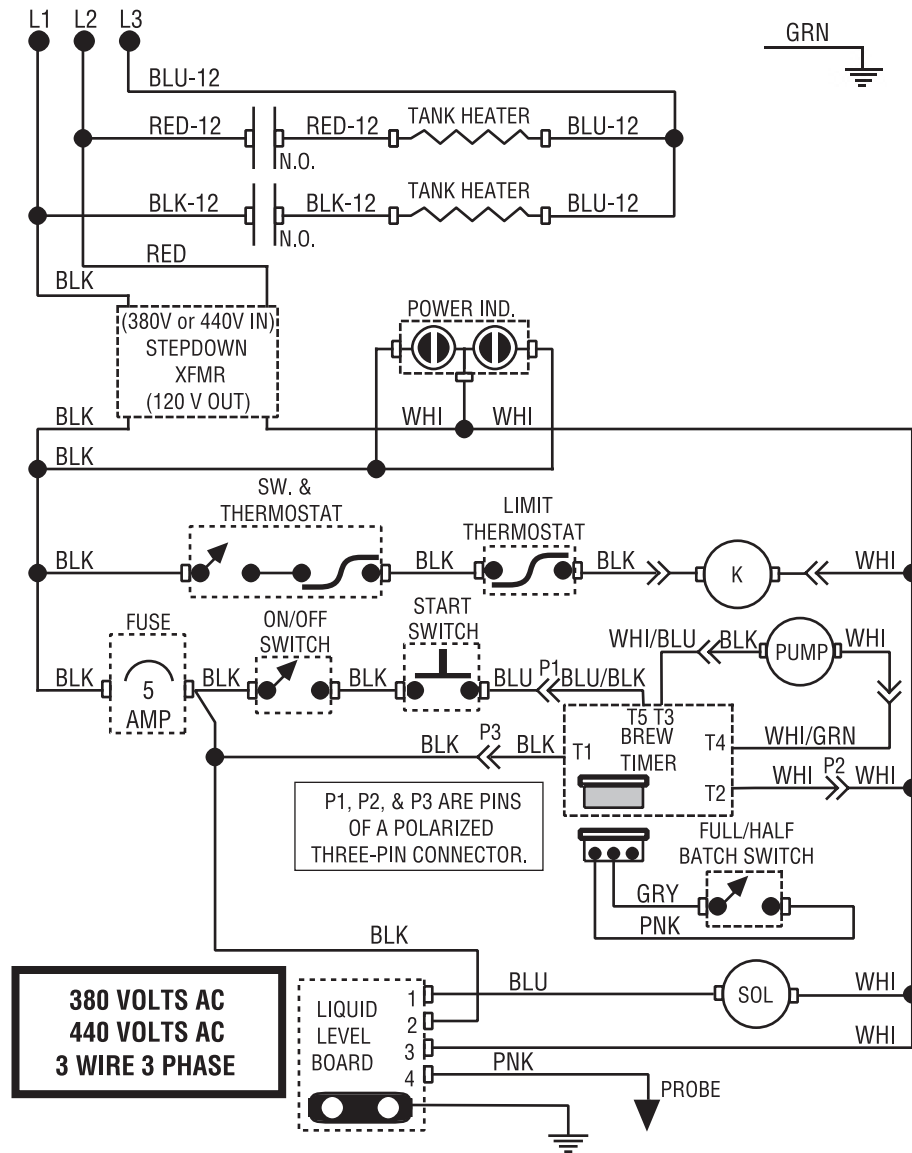 L1 L2 L3
GRN
BLU-12
RED-12 RED-12 TANK HEATER BLU-12
N.O.
BLK-12 BLK-12 TANK HEATER BLU-12
N.O.
RED
BLK
(380V or 440V IN)
STEPDOWN
XFMR
(120 V OUT)
POWER IND.
BLK WHI WHI
BLK
SW. &
THERMOSTAT
LIMIT
THERMOSTAT
BLK BLK BLK K WHI
FUSE
5
AMP
ON/OFF
SWITCH
START
SWITCH
WHI/BLU BLK PUMP WHI
BLK BLK BLK BLU P1 BLU/BLK
T5 T3
BREW
TIMER
T1
T4
T2
WHI/GRN
BLK P3 BLK
WHI P2 WHI
P1, P2, & P3 ARE PINS
OF A POLARIZED
THREE-PIN CONNECTOR.
FULL/HALF
BATCH SWITCH
GRY
PNK
BLK
380 VOLTS AC
440 VOLTS AC
3 WIRE 3 PHASE
LIQUID
LEVEL
BOARD
1
2
3
4
BLU SOL WHI
WHI
PNK
PROBE